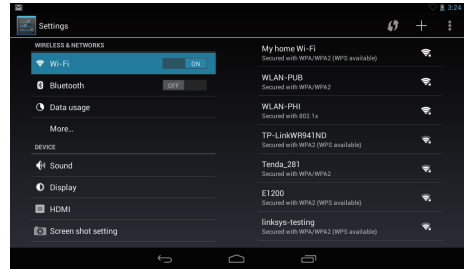 3:24
Settings
WIRELESS & NETWORKS
Wi-Fi
ON
Bluetooth
OFF
Data usage
More...
DEVICE
Sound
Display
HDMI
Screen shot setting
My home Wi-Fi
Secured with WPA/WPA2 (WPS available)
WLAN-PUB
Secured with WPA/WPA2
WLAN-PHI
Secured with 802.1x
TP-LinkWR941ND
Secured with WPA2 (WPS available)
Tenda_281
Secured with WPA/WPA2
E1200
Secured with WPA2 (WPS available)
linksys-testing
Secured with WPA/WPA2 (WPS available)